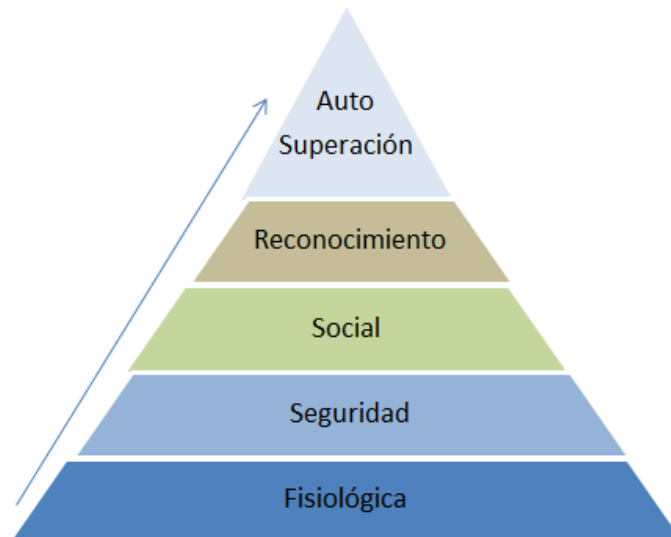 Auto
Superación
Reconocimiento
Social
Seguridad
Fisiológica